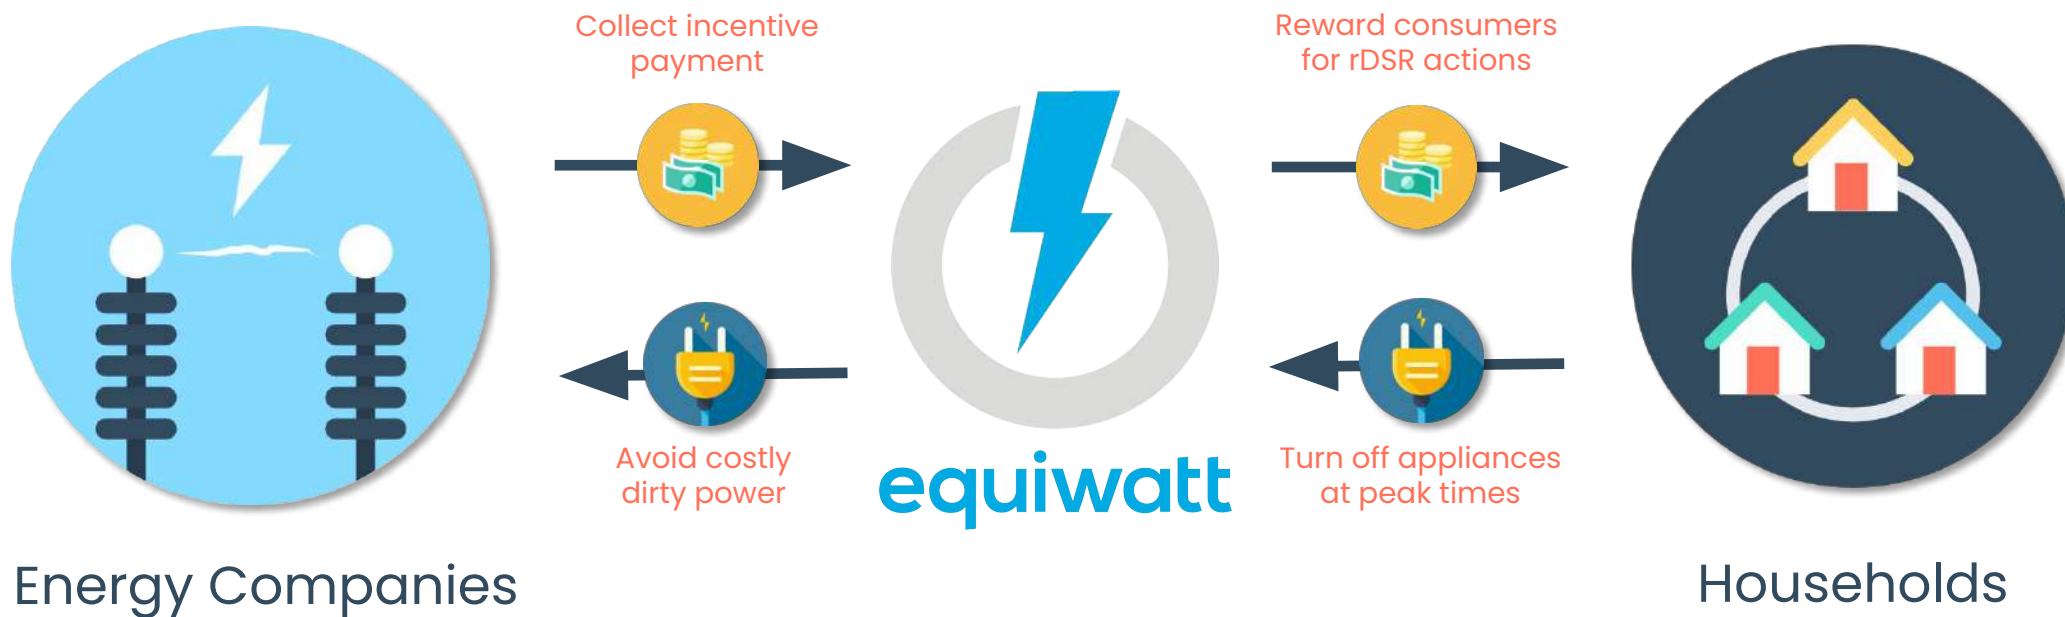 Collect incentive
payment
Reward consumers
for rDSR actions
Avoid costly
dirty power
equiwatt
Turn off appliances
at peak times
Energy Companies
Households